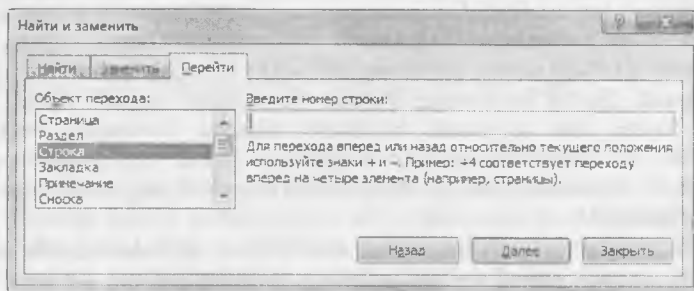 Найти и заменить
Найти Заменить Перейти
Объект перехода:
Страница
Раздел
Строка
Закладка
Примечание
Сноска
Введите номер строки:
Для перехода вперед или назад относительно текущего положения
используйте знаки + и -. Пример: +4 соответствует переходу
вперед на четыре элемента (например, страницы).
Назад Далее Закрыть